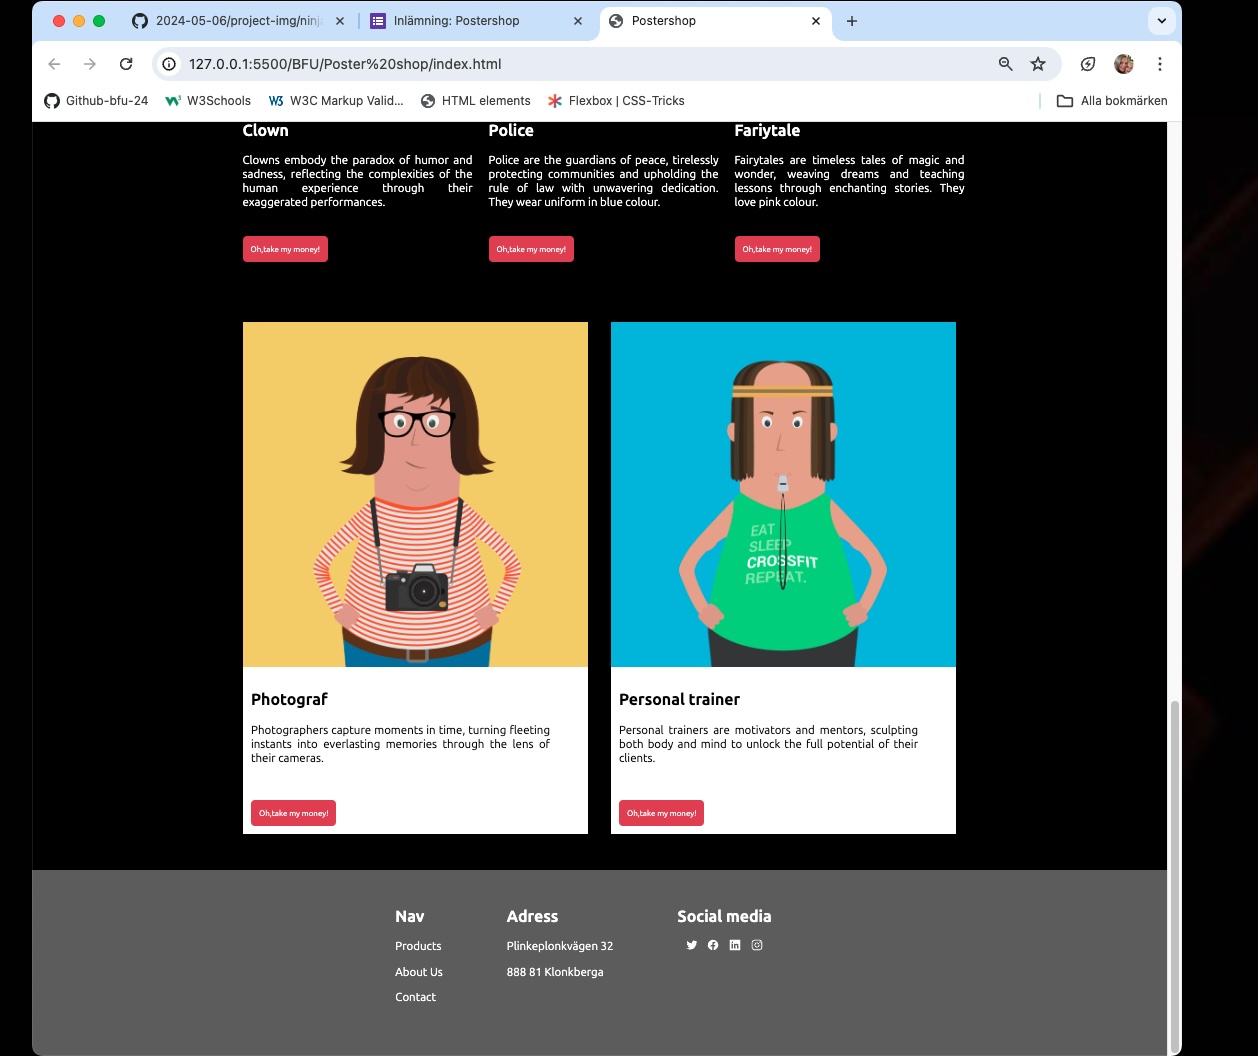 2024-05-06/project-img/ninj
Inlämning: Postershop
Postershop
127.0.0.1:5500/BFU/Poster%20shop/index.html
Github-bfu-24
W3Schools
W3C Markup Valid...
HTML elements
Flexbox | CSS-Tricks
Alla bokmärken
Clown
Clowns embody the paradox of humor and
sadness, reflecting the complexities of the
human experience through their
exaggerated performances.
Oh,take my money!
Police
Police are the guardians of peace, tirelessly
protecting communities and upholding the
rule of law with unwavering dedication.
They wear uniform in blue colour.
Oh,take my money!
Fariytale
Fairytales are timeless tales of magic and
wonder, weaving dreams and teaching
lessons through enchanting stories. They
love pink colour.
Oh,take my money!
EAT
SLEEP
CROSSFIT
REPEAT.
Photograf
Photographers capture moments in time, turning fleeting
instants into everlasting memories through the lens of
their cameras.
Oh,take my money!
Personal trainer
Personal trainers are motivators and mentors, sculpting
both body and mind to unlock the full potential of their
clients.
Oh,take my money!
Nav
Products
About Us
Contact
Adress
Plinkeplonkvägen 32
888 81 Klonkberga
Social media